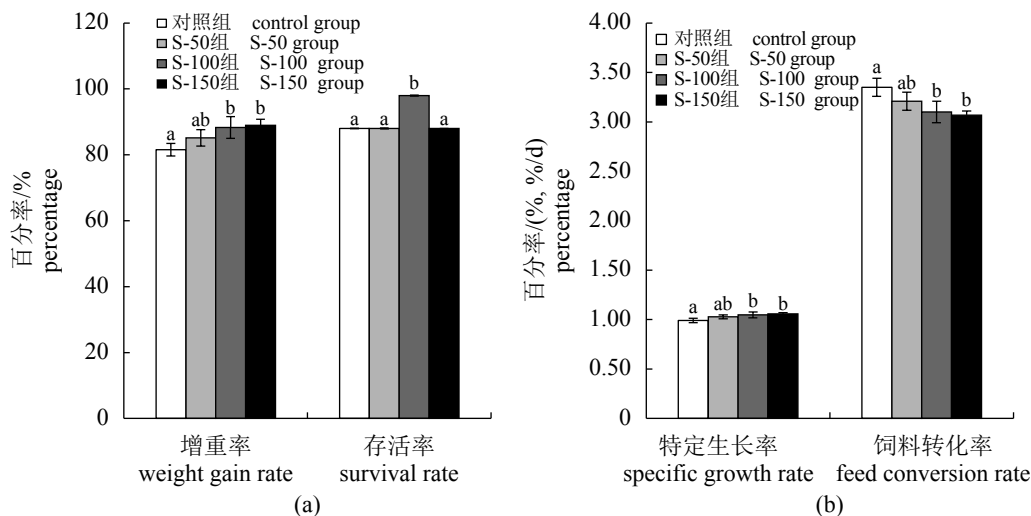 120
100
80
60
40
20
0
百分率/%
percentage
对照组 control group
S-50组 S-50 group
S-100组 S-100 group
S-150组 S-150 group
a
ab
b
b
a
a
b
a
增重率
weight gain rate
存活率
survival rate
(a)
4.00
3.50
3.00
2.50
2.00
1.50
1.00
0.50
0
百分率/(%, %/d)
percentage
对照组 control group
S-50组 S-50 group
S-100组 S-100 group
S-150组 S-150 group
a
ab
b
b
a
ab
b
b
特定生长率
specific growth rate
饲料转化率
feed conversion rate
(b)